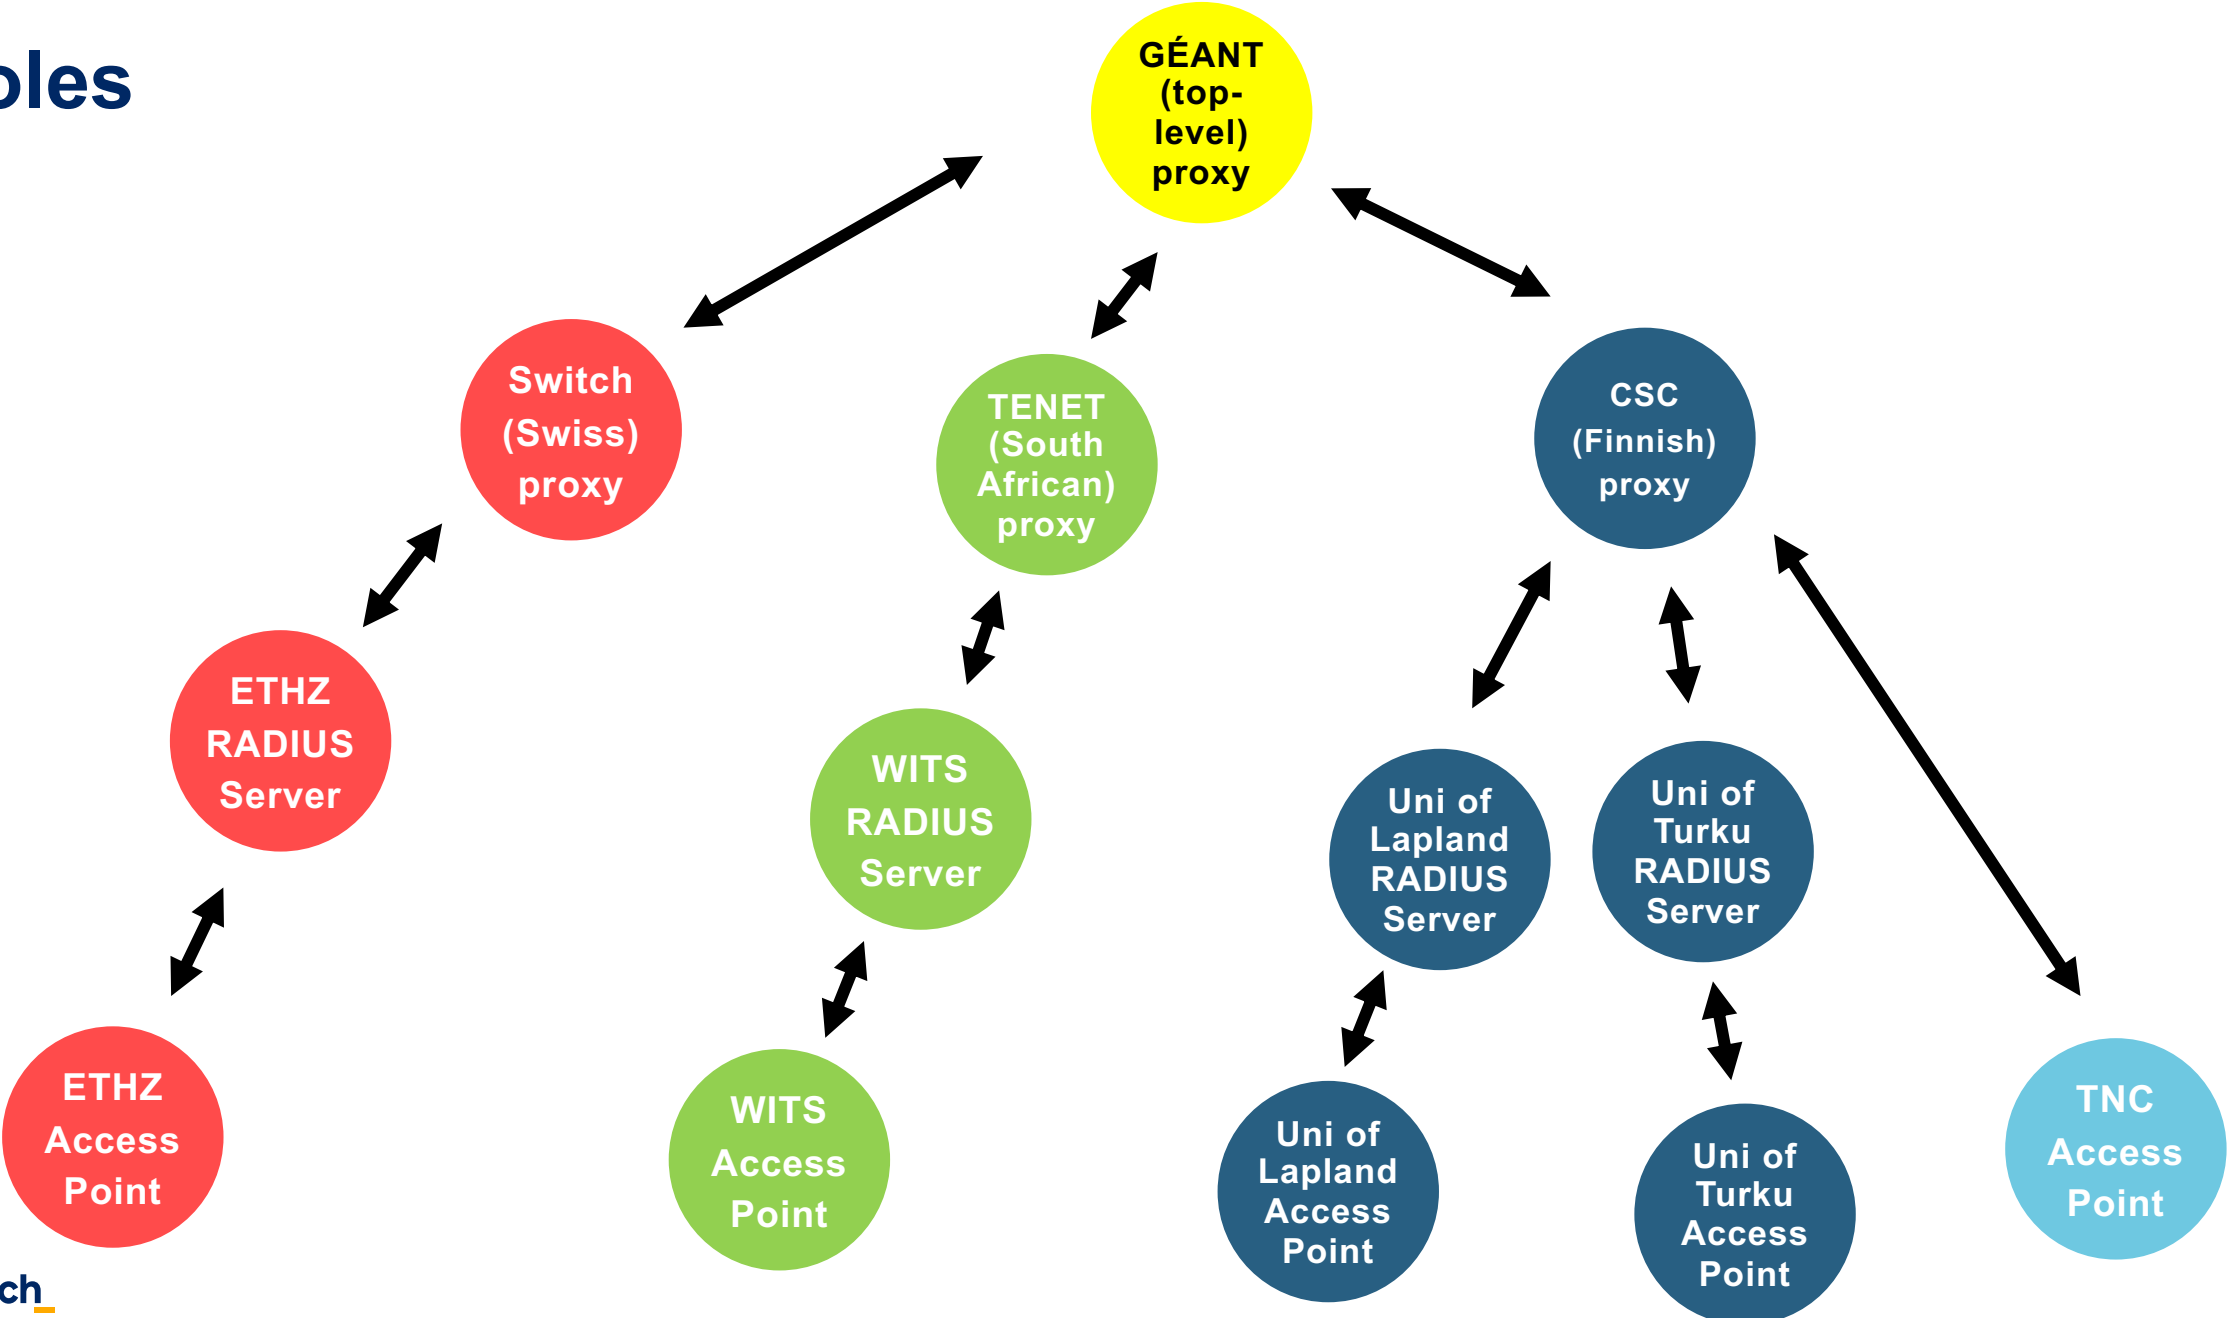 oles
GÉANT
(top-
level)
proxy
Switch
(Swiss)
proxy
TENET
(South
African)
proxy
CSC
(Finnish)
proxy
ETHZ
RADIUS
Server
WITS
RADIUS
Server
Uni of
Lapland
RADIUS
Server
Uni of
Turku
RADIUS
Server
ETHZ
Access
Point
WITS
Access
Point
Uni of
Lapland
Access
Point
Uni of
Turku
Access
Point
TNC
Access
Point
ch_